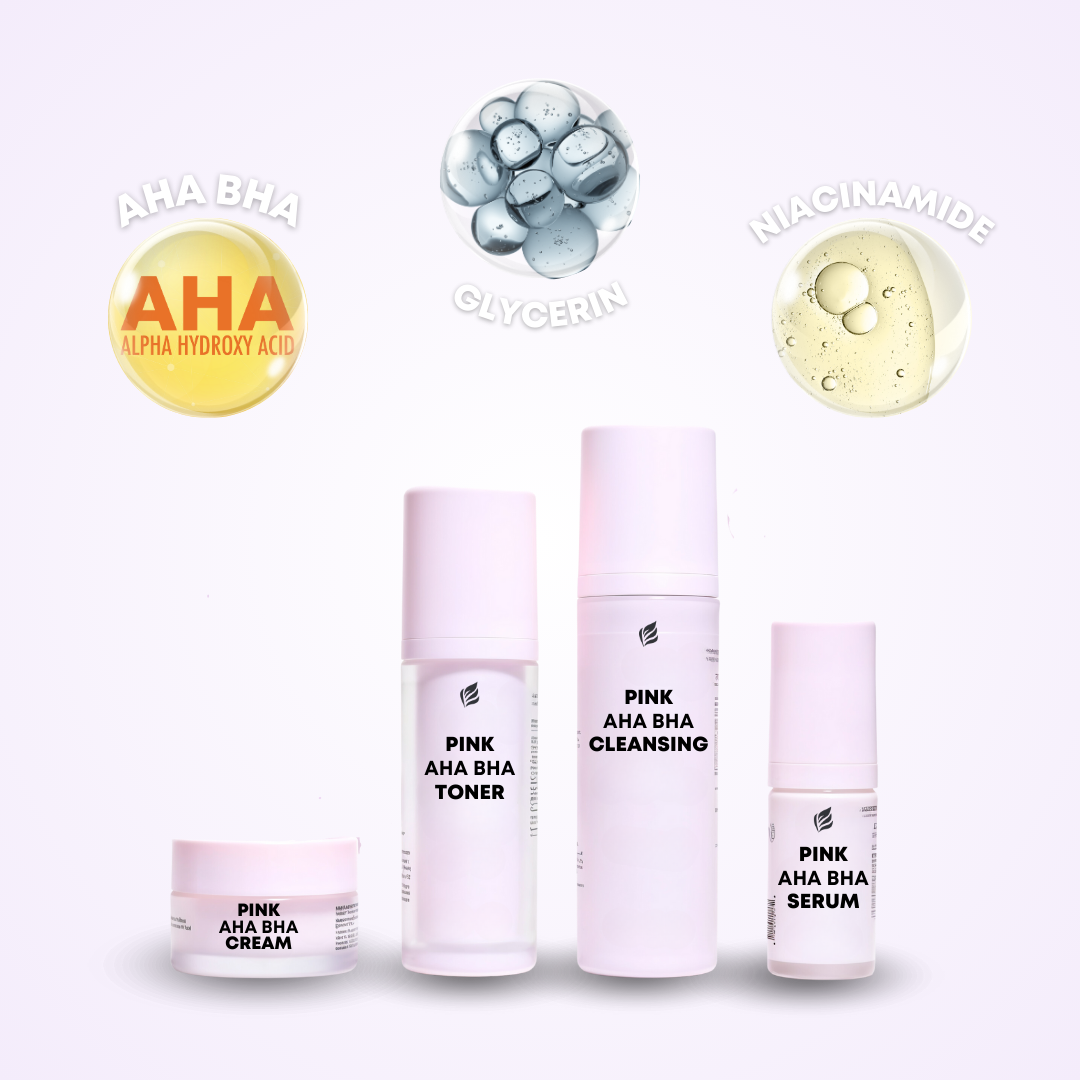 AHA BHA
AHA
ALPHA HYDROXY ACID
GLYCERIN
NIACINAMIDE
PINK
AHA BHA
CREAM
PINK
AHA BHA
TONER
PINK
AHA BHA
CLEANSING
PINK
AHA BHA
SERUM